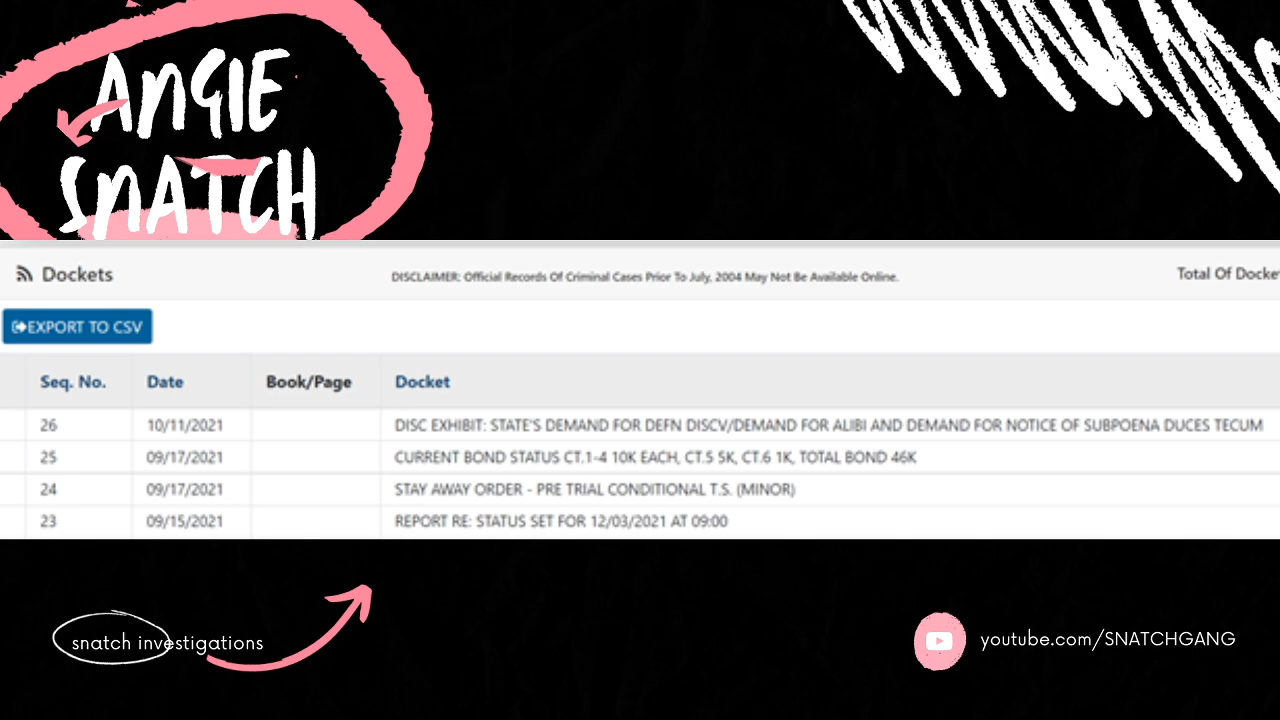 ANGIE
SNATCH
Dockets
DISCLAIMER: Official Records Of Criminal Cases Prior To July, 2004 May Not Be Available Online.
Total Of Docke
EXPORT TO CSV
Seq. No. Date Book/Page Docket
26 10/11/2021 DISC EXHIBIT: STATE'S DEMAND FOR DEFN DISCV/DEMAND FOR ALIBI AND DEMAND FOR NOTICE OF SUBPOENA DUCES TECUM
25 09/17/2021 CURRENT BOND STATUS CT.1-4 10K EACH, CT.5 5K, CT.6 1K, TOTAL BOND 46K
24 09/17/2021 STAY AWAY ORDER - PRE TRIAL CONDITIONAL T.S. (MINOR)
23 09/15/2021 REPORT RE: STATUS SET FOR 12/03/2021 AT 09:00
snatch investigations
youtube.com/SNATCHGANG